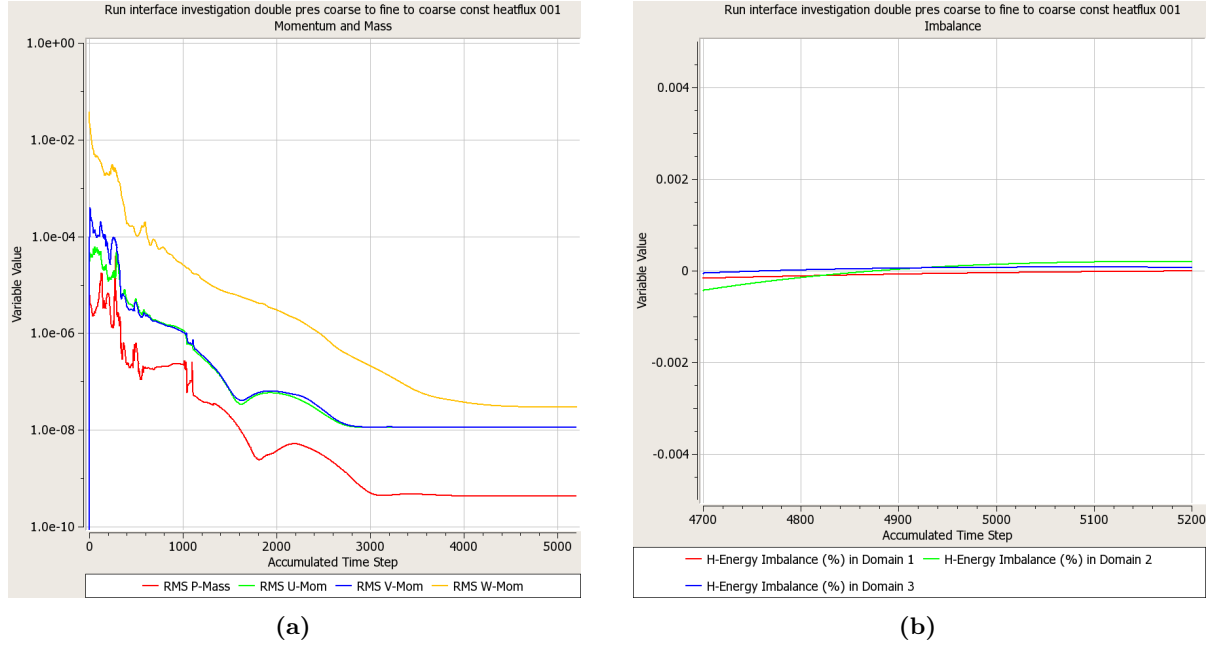 Run interface investigation double pres coarse to fine to coarse const heatflux 001
Momentum and Mass
1.0e+00
1.0e-02
1.0e-04
1.0e-06
1.0e-08
1.0e-10
Variable Value
0 1000 2000 3000 4000 5000
Accumulated Time Step
RMS P-Mass RMS U-Mom RMS V-Mom RMS W-Mom
(a)
Run interface investigation double pres coarse to fine to coarse const heatflux 001
Imbalance
0.004
0.002
0
-0.002
-0.004
Variable Value
4700 4800 4900 5000 5100 5200
Accumulated Time Step
H-Energy Imbalance (%) in Domain 1 H-Energy Imbalance (%) in Domain 2
H-Energy Imbalance (%) in Domain 3
(b)